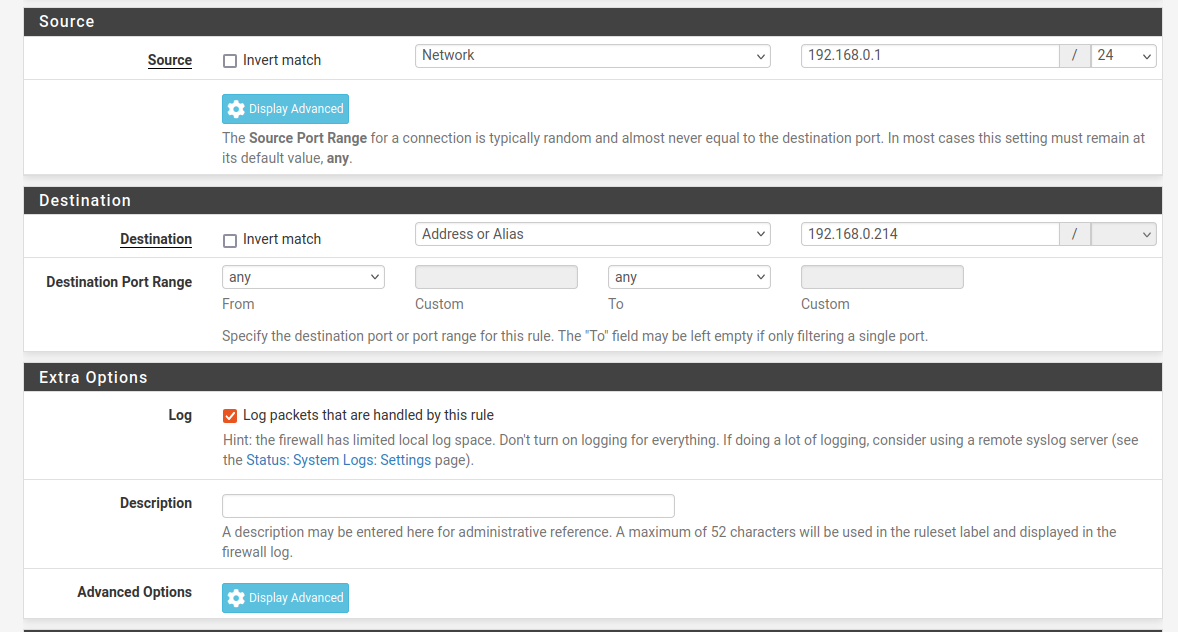 Source
Source Invert match Network 192.168.0.1 / 24
Display Advanced
The Source Port Range for a connection is typically random and almost never equal to the destination port. In most cases this setting must remain at
its default value, any.
Destination
Destination Invert match Address or Alias 192.168.0.214 /
Destination Port Range any any
From Custom To Custom
Specify the destination port or port range for this rule. The "To" field may be left empty if only filtering a single port.
Extra Options
Log Log packets that are handled by this rule
Hint: the firewall has limited local log space. Don't turn on logging for everything. If doing a lot of logging, consider using a remote syslog server (see
the Status: System Logs: Settings page).
Description
A description may be entered here for administrative reference. A maximum of 52 characters will be used in the ruleset label and displayed in the
firewall log.
Advanced Options Display Advanced